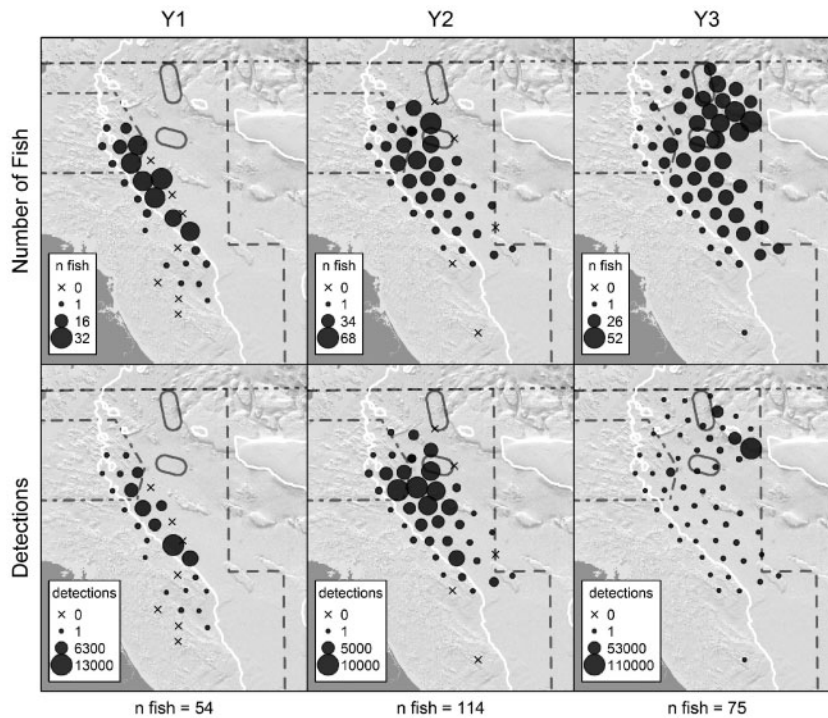 Y1 Y2 Y3
Number of Fish
n fish
× 0
1
16
32
n fish
× 0
1
34
68
n fish
× 0
1
26
52
Detections
detections
× 0
1
6300
13000
detections
× 0
1
5000
10000
detections
× 0
1
53000
110000
n fish = 54 n fish = 114 n fish = 75